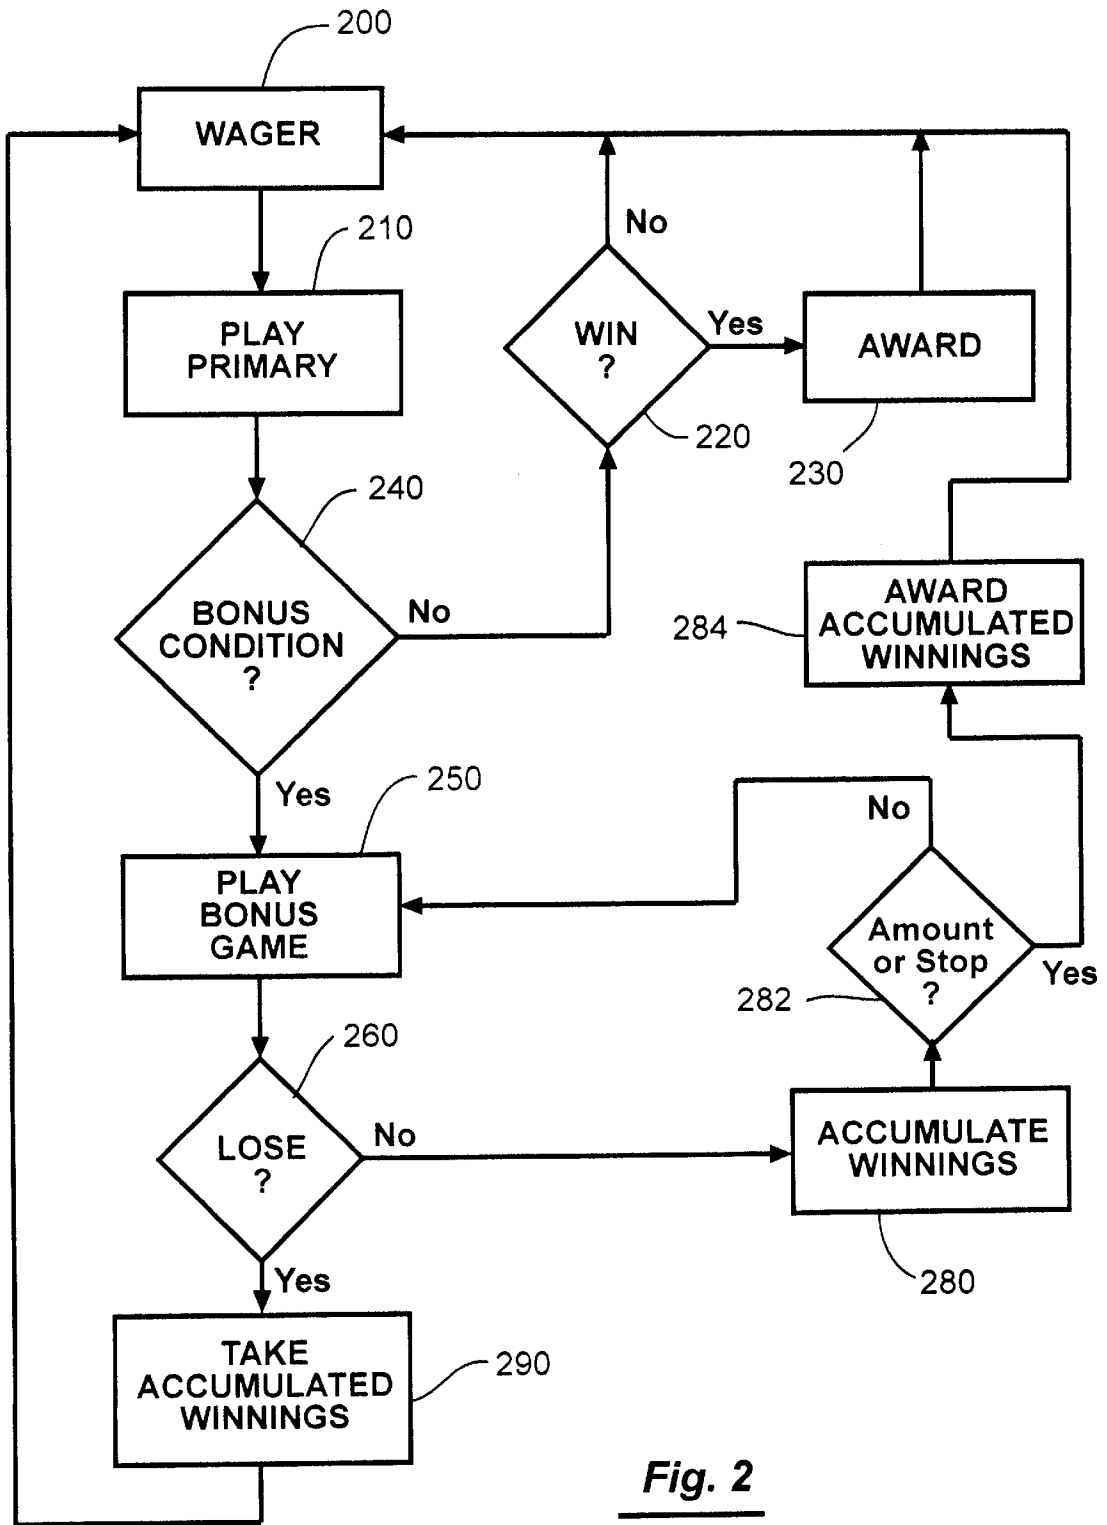 200
WAGER
210
PLAY
PRIMARY
No
WIN
?
Yes
AWARD
220
230
240
BONUS
CONDITION
?
No
Yes
AWARD
ACCUMULATED
WINNINGS
284
250
PLAY
BONUS
GAME
No
Amount
or Stop
?
Yes
282
260
LOSE
?
No
ACCUMULATE
WINNINGS
280
Yes
TAKE
ACCUMULATED
WINNINGS
290
Fig. 2